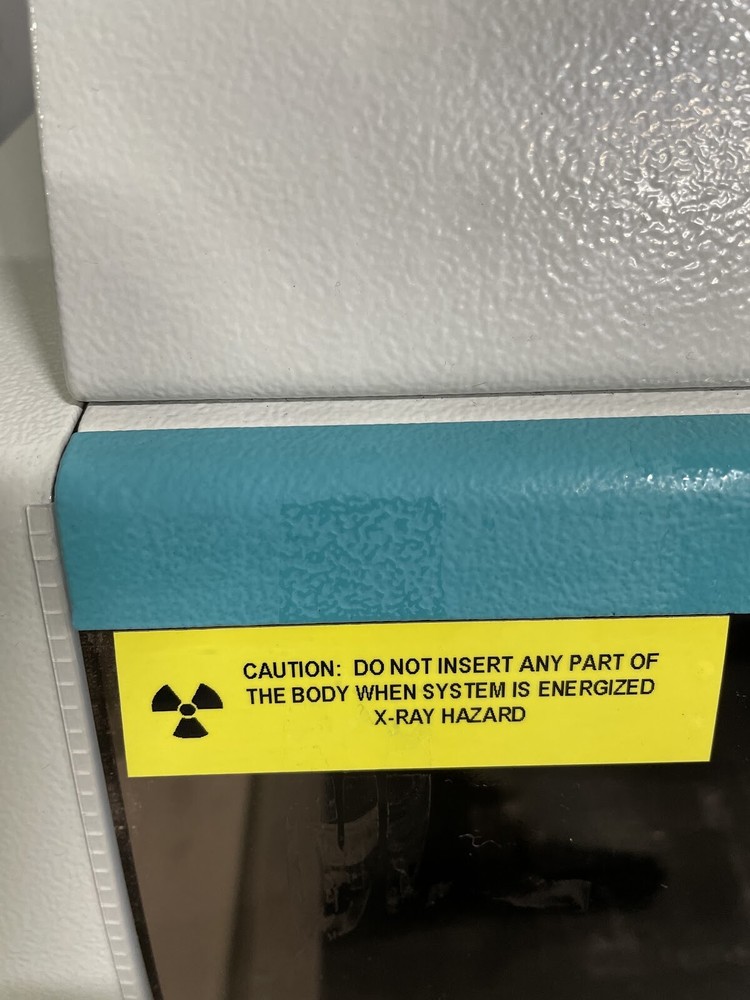 CAUTION: DO NOT INSERT ANY PART OF
THE BODY WHEN SYSTEM IS ENERGIZED
X-RAY HAZARD